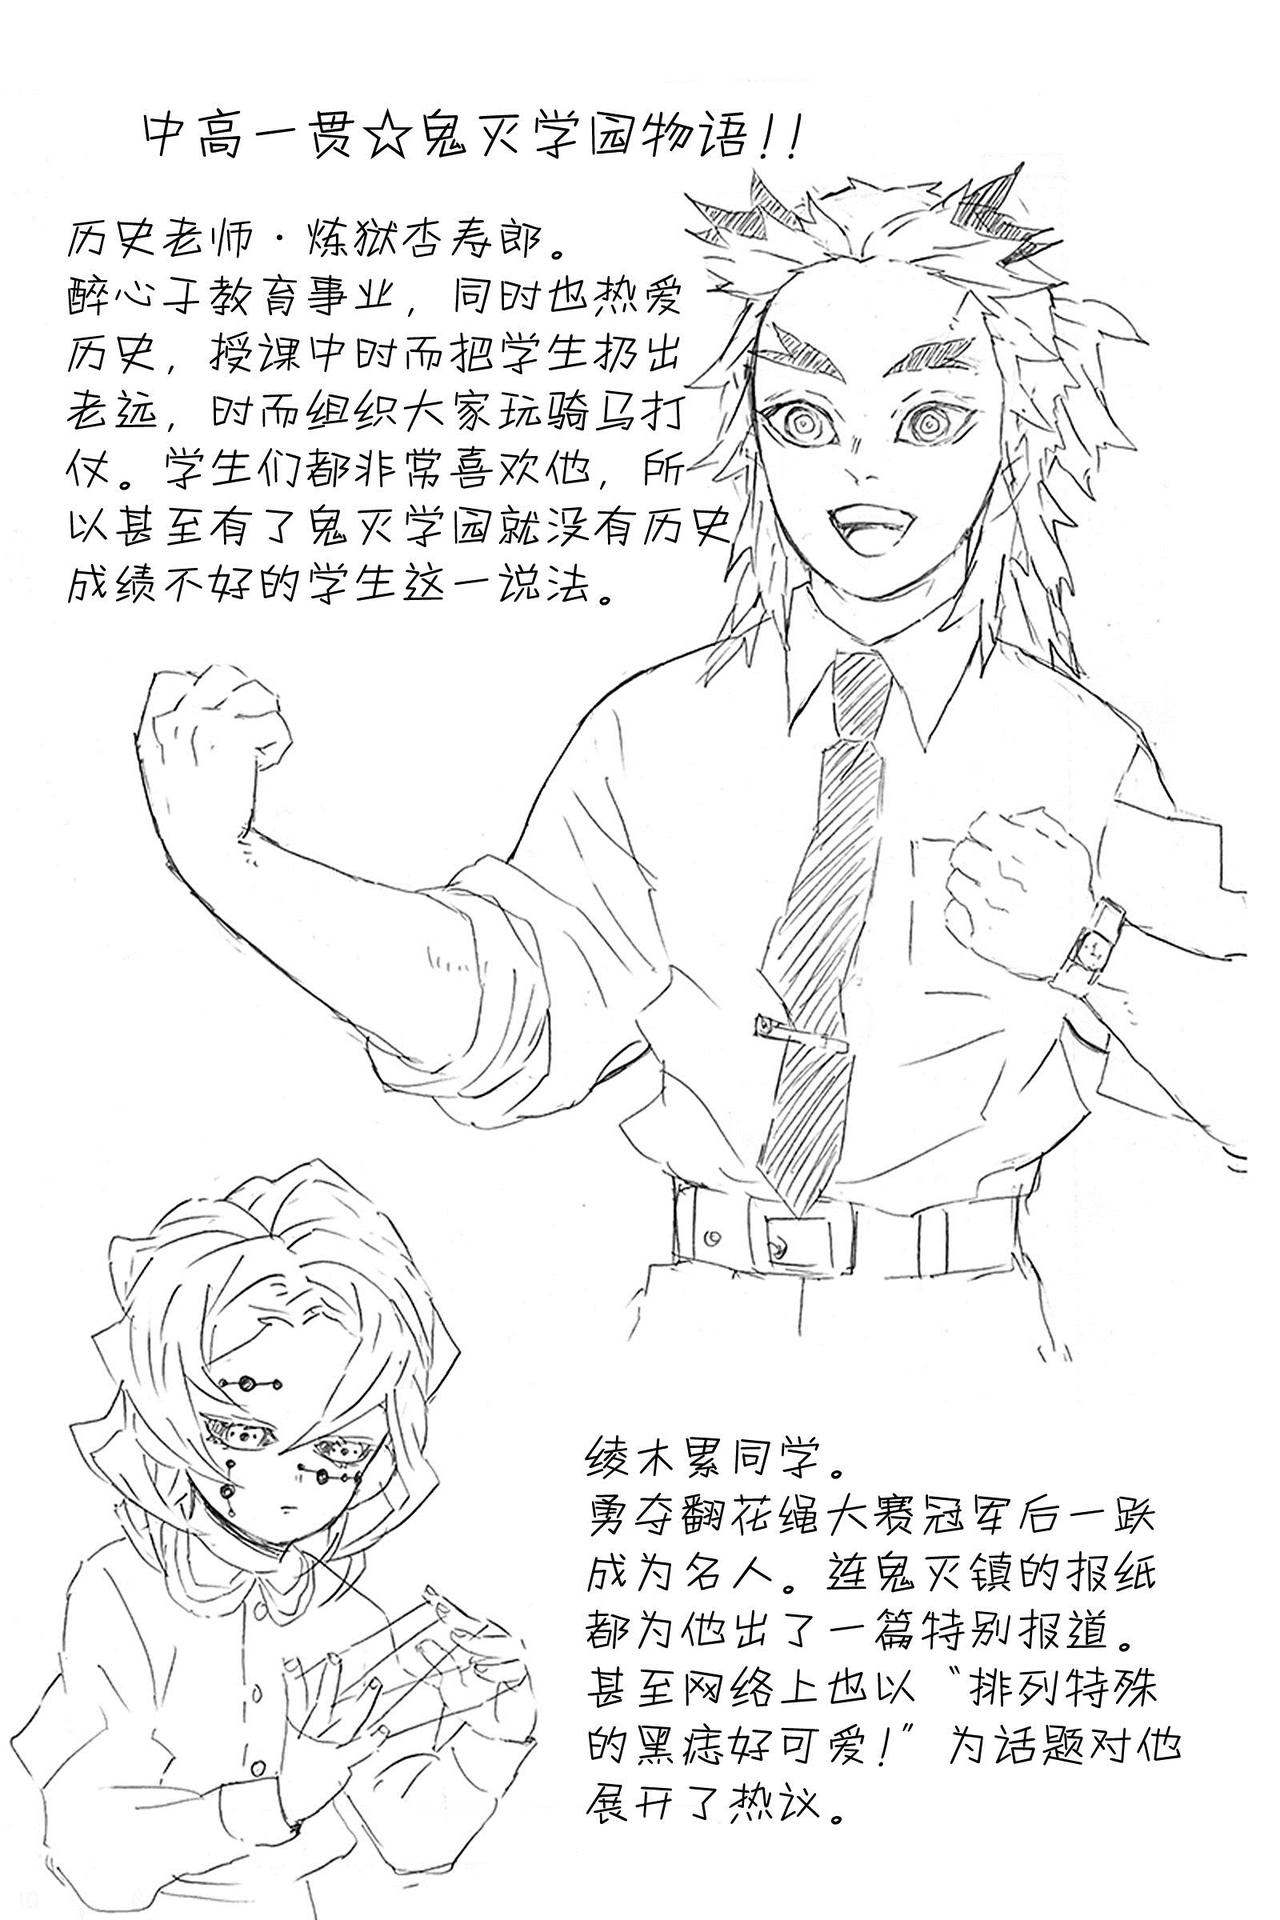 中高一贯☆鬼灭学园物语!!
历史老师·炼狱杏寿郎。
醉心于教育事业，同时也热爱
历史，授课中时而把学生扔出
老远，时而组织大家玩骑马打
仗。学生们都非常喜欢他，所
以甚至有了鬼灭学园就没有历史
成绩不好的学生这一说法。
绫木累同学。
勇夺翻花绳大赛冠军后一跃
成为名人。连鬼灭镇的报纸
都为他出了一篇特别报道。
甚至网络上也以“排列特殊
的黑痣好可爱!”为话题对他
展开了热议。